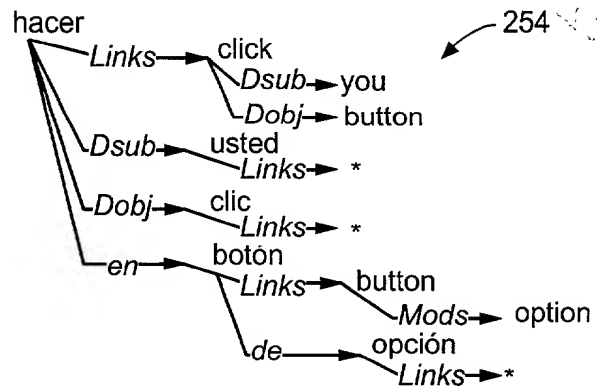 hacer
254
Links click
Dsub you
Dobj button
Dsub usted
Links *
Dobj clic
Links *
en botón
Links button
Mods option
de opción
Links *